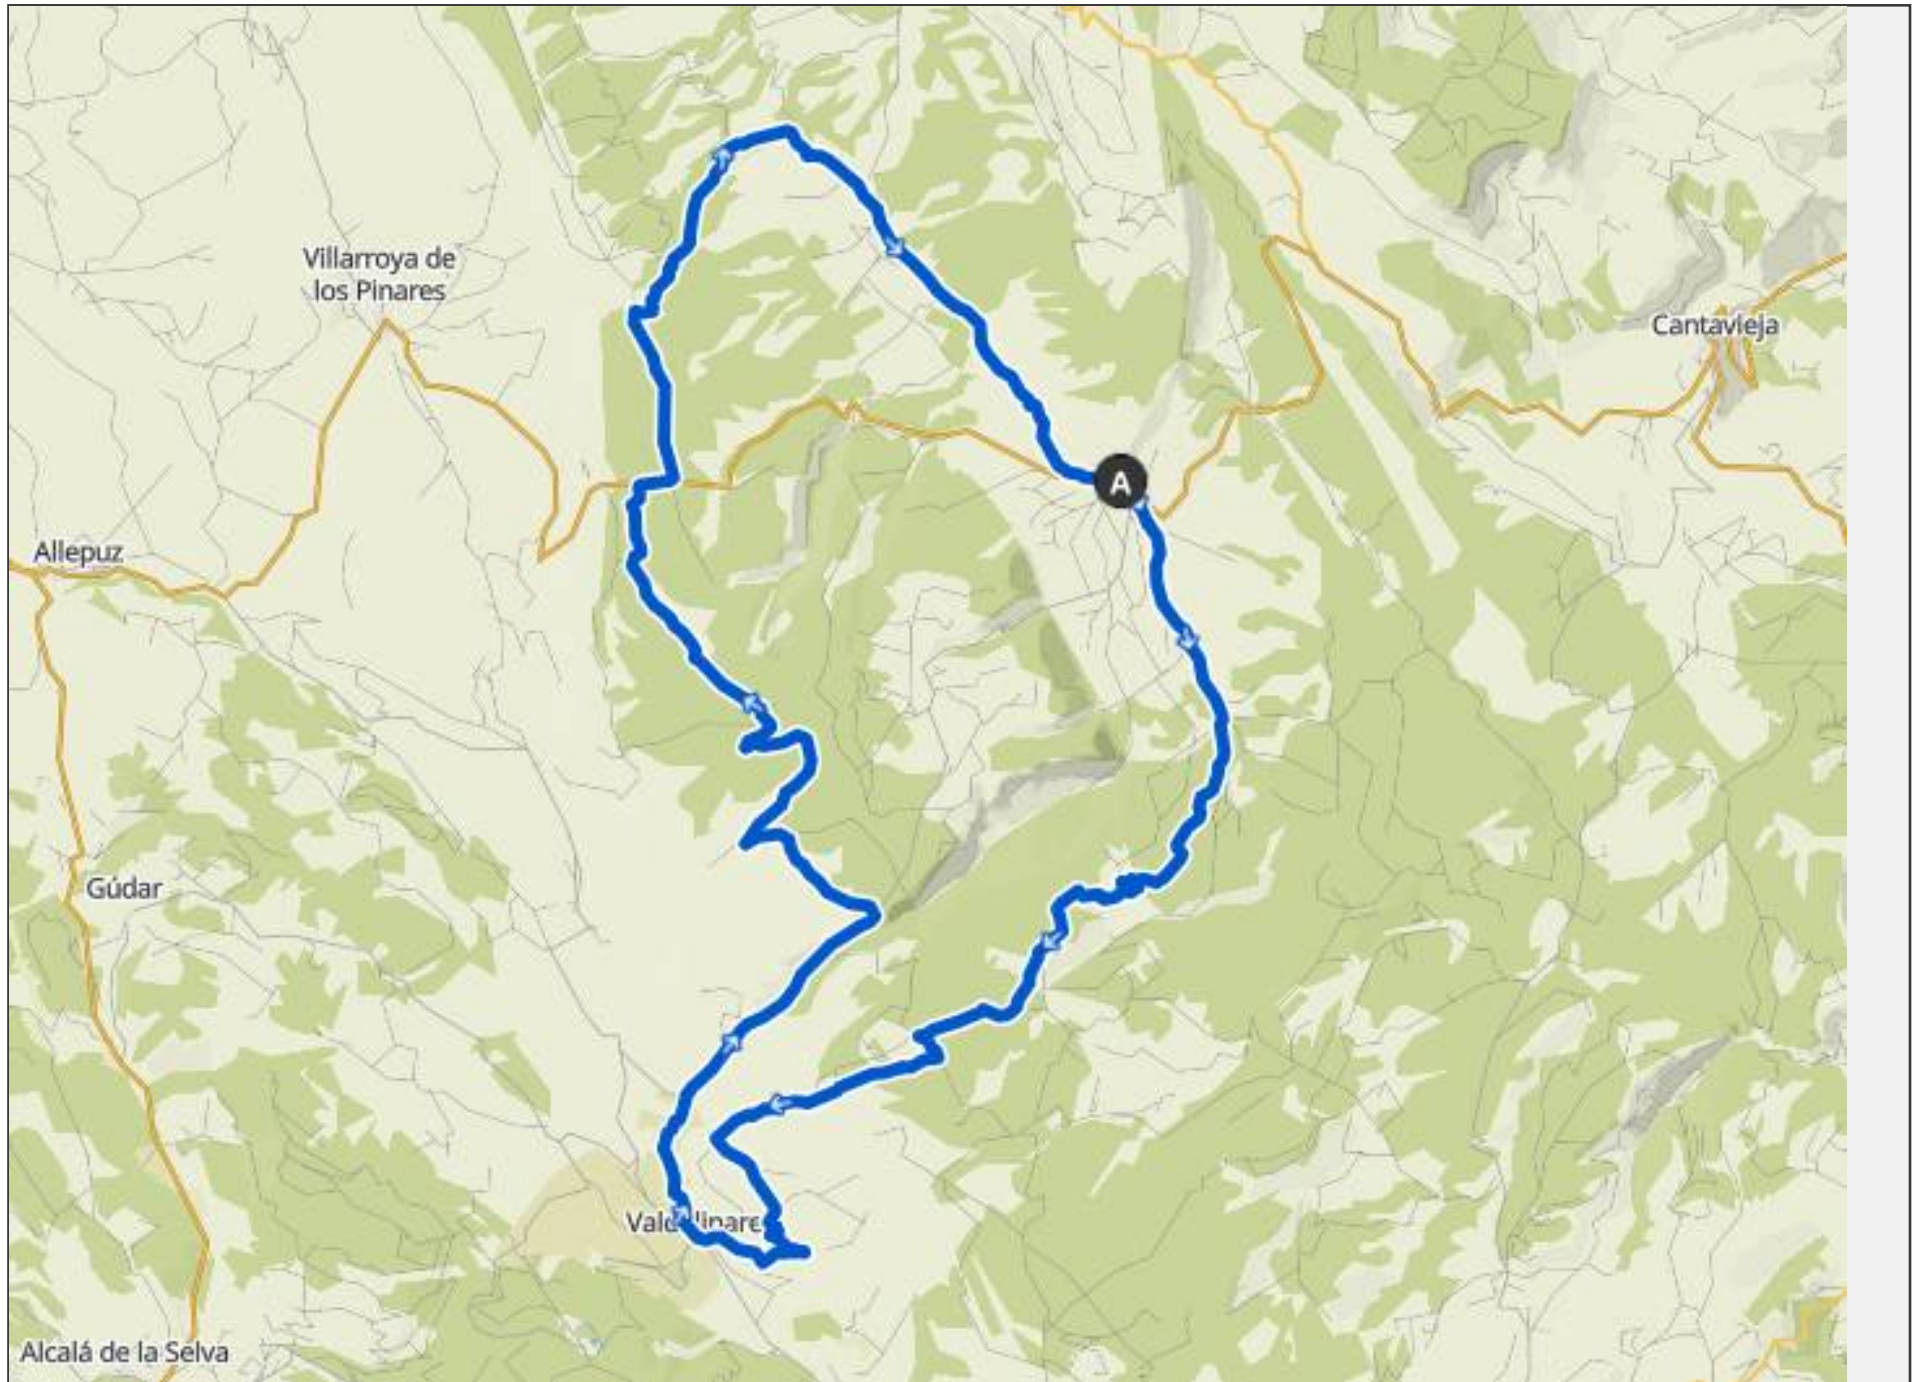 Villarroya de
los Pinares
Cantavieja
A
Allepuz
Gúdar
Alcalá de la Selva